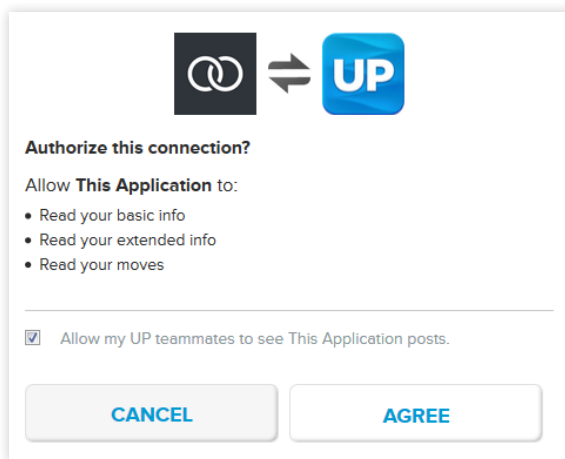 UP
Authorize this connection?
Allow This Application to:
• Read your basic info
• Read your extended info
• Read your moves
Allow my UP teammates to see This Application posts.
CANCEL
AGREE